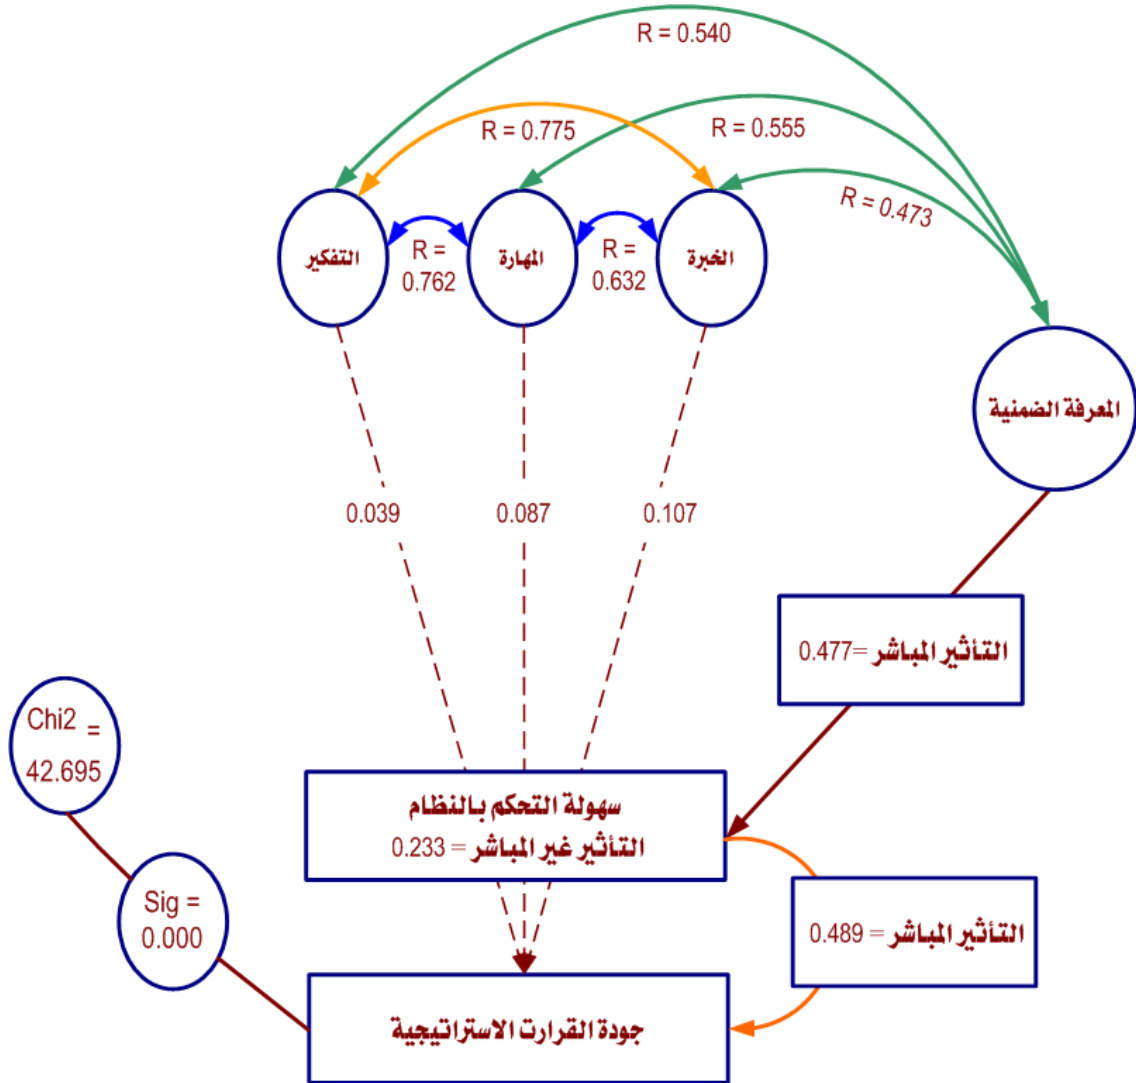 R = 0.540
R = 0.775
R = 0.555
R = 0.473
التفكير
R =
0.762
المهارة
R =
0.632
الخبرة
المعرفة الضمنية
0.039
0.087
0.107
التأثير المباشر =0.477
Chi2 =
42.695
سهولة التحكم بالنظام
التأثير غير المباشر = 0.233
Sig =
0.000
التأثير المباشر = 0.489
جودة القرارت الاستراتيجية